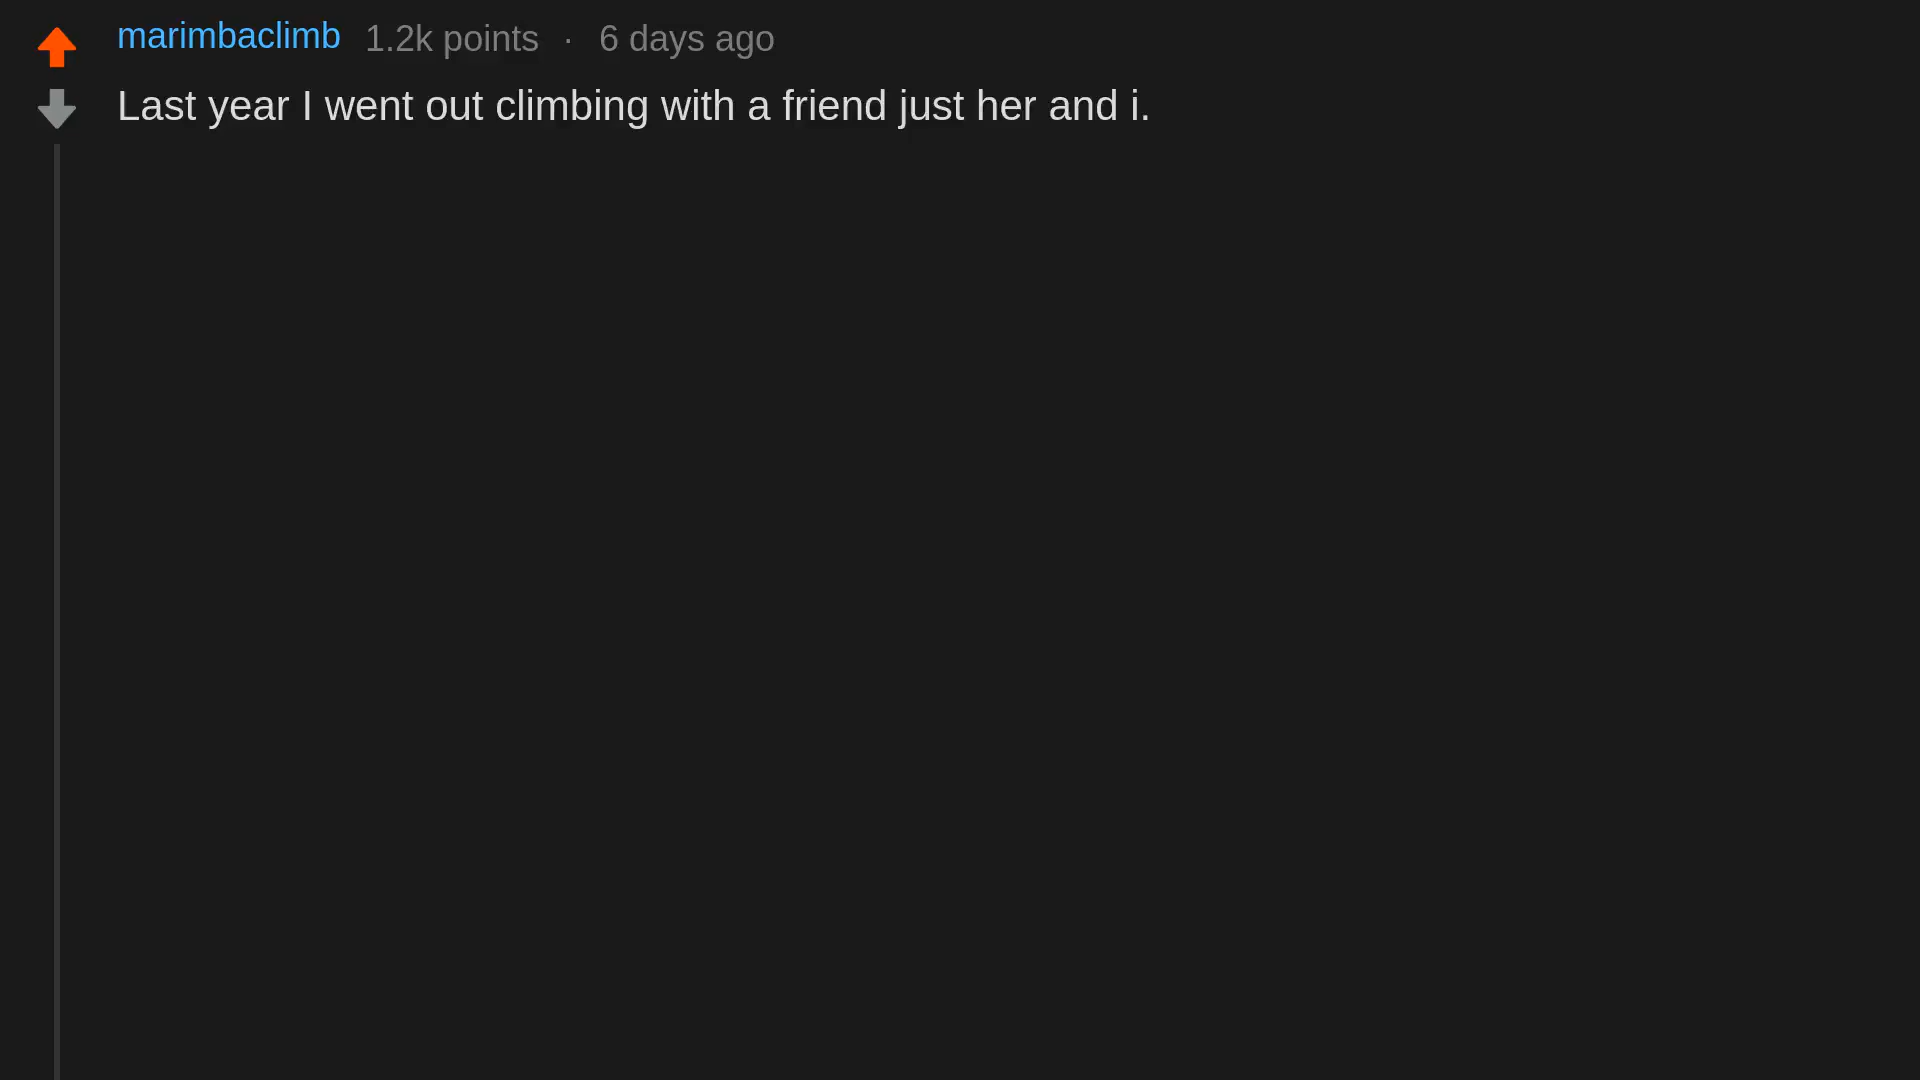 marimbaclimb 1.2k points · 6 days ago
Last year I went out climbing with a friend just her and i.